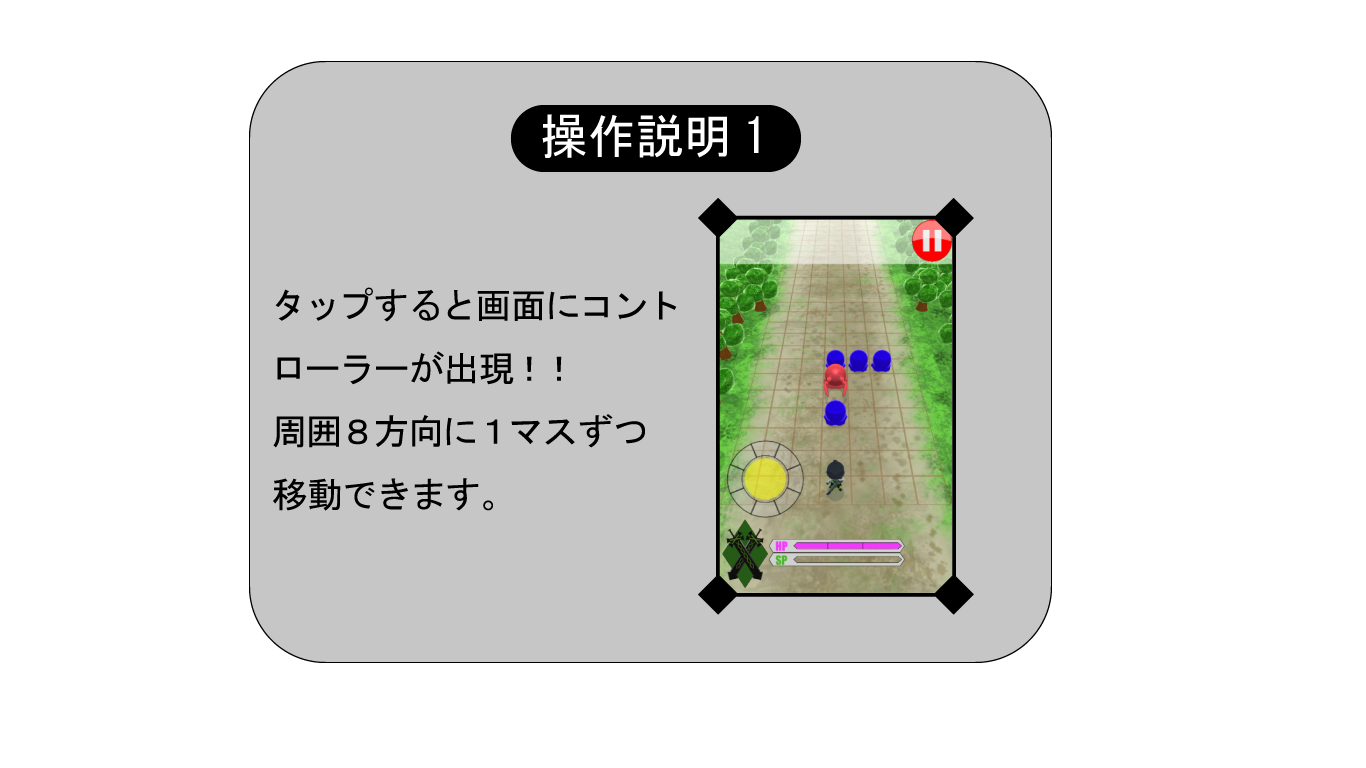 操作説明１
タップすると画面にコント
ローラーが出現！！
周囲８方向に１マスずつ
移動できます。
HP
SP